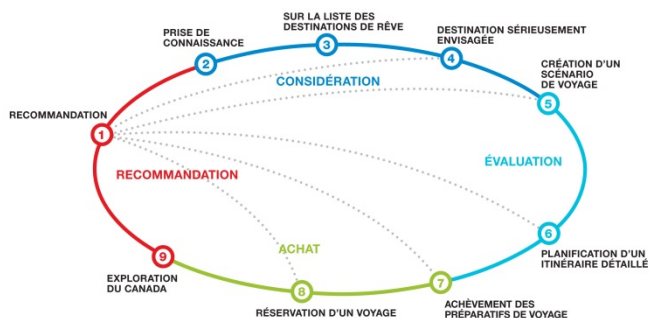 RECOMMANDATION
1
PRISE DE
CONNAISSANCE
2
SUR LA LISTE DES
DESTINATIONS DE RÊVE
3
DESTINATION SÉRIEUSEMENT
ENVISAGÉE
4
CRÉATION D'UN
SCÉNARIO
DE VOYAGE
5
CONSIDÉRATION
ÉVALUATION
RECOMMANDATION
ACHAT
6
PLANIFICATION D'UN
ITINÉRAIRE DÉTAILLÉ
7
ACHÈVEMENT DES
PRÉPARATIFS DE VOYAGE
8
RÉSERVATION D'UN VOYAGE
9
EXPLORATION
DU CANADA